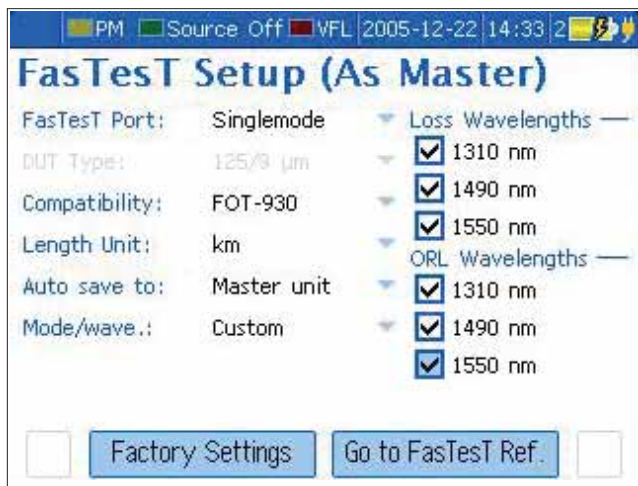 PM Source Off VFL 2005-12-22 14:33 2
FasTesT Setup (As Master)
FasTesT Port: Singlemode
DUT Type: 125/9 µm
Compatibility: FOT-930
Length Unit: km
Auto save to: Master unit
Mode/wave.: Custom
Loss Wavelengths
1310 nm
1490 nm
1550 nm
ORL Wavelengths
1310 nm
1490 nm
1550 nm
Factory Settings
Go to FasTesT Ref.